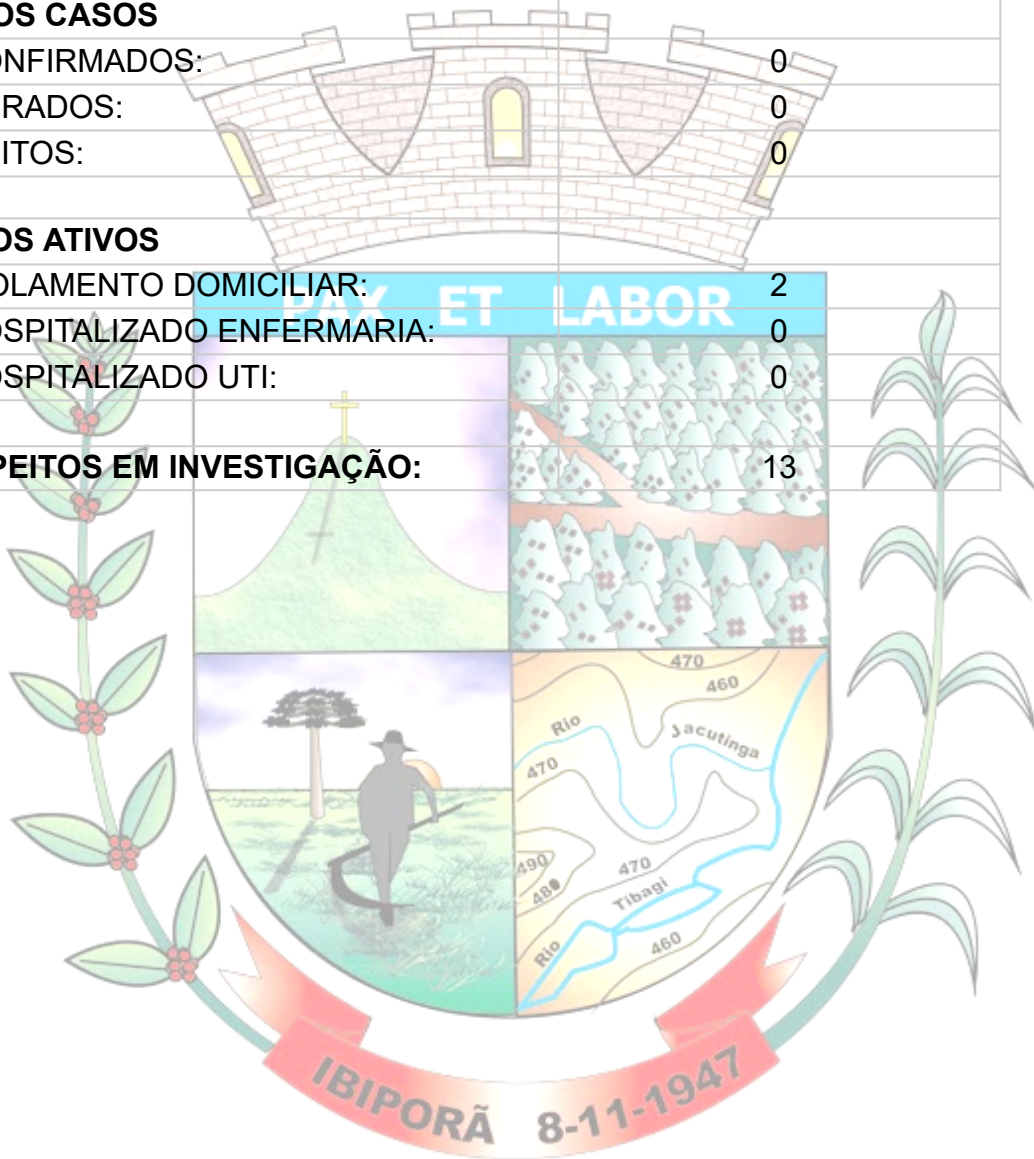 OS CASOS
ONFIRMADOS: 0
RADOS: 0
ITOS: 0
OS ATIVOS
OLAMENTO DOMICILIAR: 2
PAX ET LABOR
OSPITALIZADO ENFERMARIA: 0
OSPITALIZADO UTI: 0
PEITOS EM INVESTIGAÇÃO: 13
470
460
Rio Jacutinga
470
490
480
470
Rio Tibagi
460
IBIPORÃ 8-11-1947